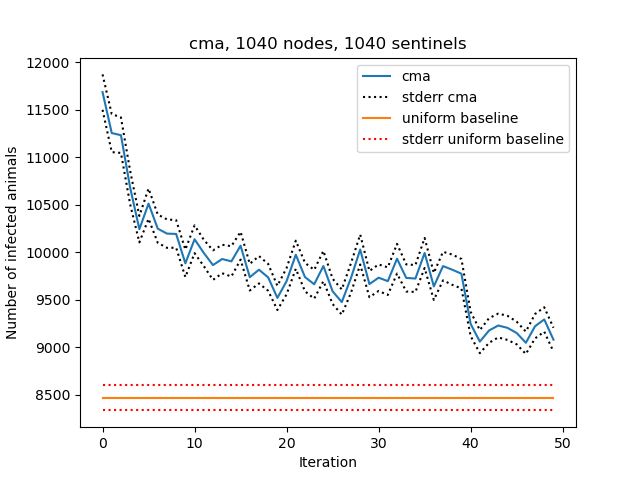 cma, 1040 nodes, 1040 sentinels
12000
11500
11000
10500
10000
9500
9000
8500
Number of infected animals
cma
stderr cma
uniform baseline
stderr uniform baseline
0
10
20
30
40
50
Iteration